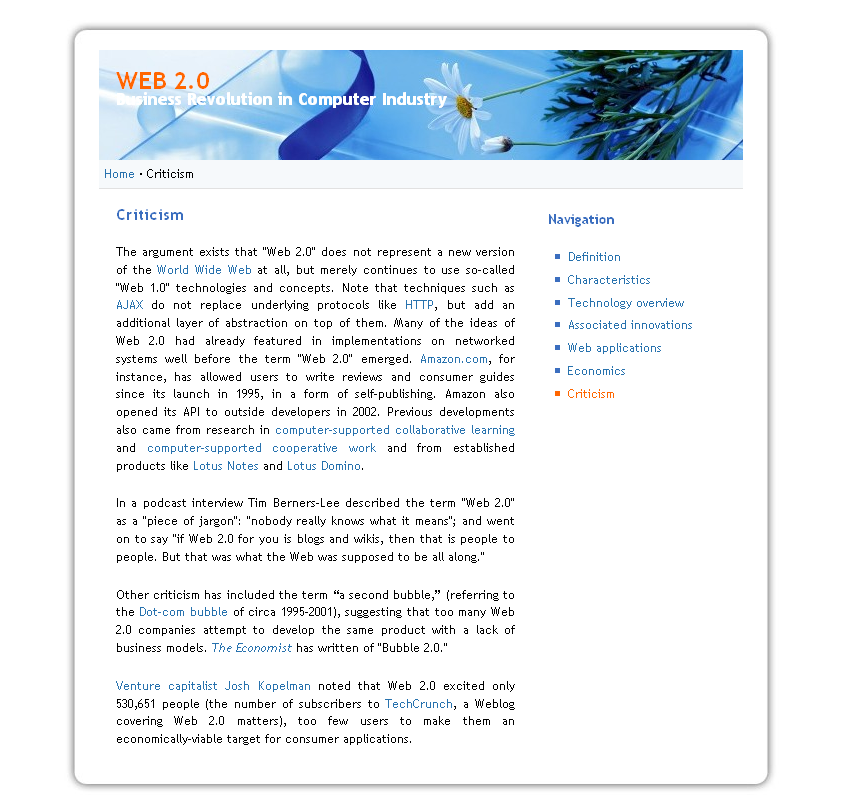 WEB 2.0
Business Revolution in Computer Industry
Home • Criticism
Criticism
The argument exists that "Web 2.0" does not represent a new version
of the World Wide Web at all, but merely continues to use so-called
"Web 1.0" technologies and concepts. Note that techniques such as
AJAX do not replace underlying protocols like HTTP, but add an
additional layer of abstraction on top of them. Many of the ideas of
Web 2.0 had already featured in implementations on networked
systems well before the term "Web 2.0" emerged. Amazon.com, for
instance, has allowed users to write reviews and consumer guides
since its launch in 1995, in a form of self-publishing. Amazon also
opened its API to outside developers in 2002. Previous developments
also came from research in computer-supported collaborative learning
and computer-supported cooperative work and from established
products like Lotus Notes and Lotus Domino.
In a podcast interview Tim Berners-Lee described the term "Web 2.0"
as a "piece of jargon": "nobody really knows what it means"; and went
on to say "if Web 2.0 for you is blogs and wikis, then that is people to
people. But that was what the Web was supposed to be all along."
Other criticism has included the term “a second bubble,” (referring to
the Dot-com bubble of circa 1995-2001), suggesting that too many Web
2.0 companies attempt to develop the same product with a lack of
business models. The Economist has written of "Bubble 2.0."
Venture capitalist Josh Kopelman noted that Web 2.0 excited only
530,651 people (the number of subscribers to TechCrunch, a Weblog
covering Web 2.0 matters), too few users to make them an
economically-viable target for consumer applications.
Navigation
Definition
Characteristics
Technology overview
Associated innovations
Web applications
Economics
Criticism